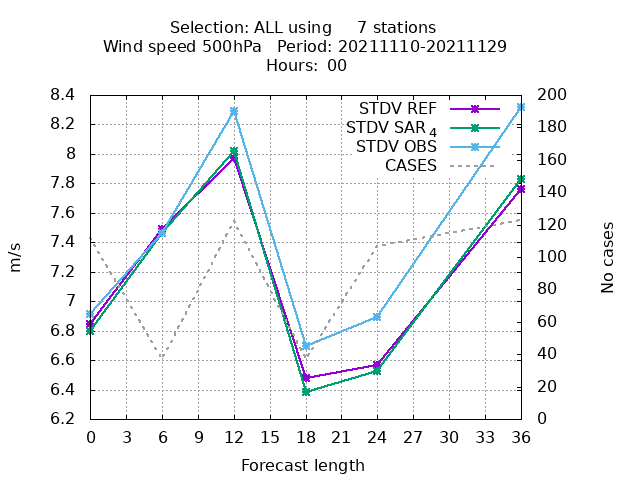 Selection: ALL using     7 stations
Wind speed 500hPa   Period: 20211110-20211129
Hours: 00
STDV REF
STDV SAR 4
STDV OBS
CASES
8.4
8.2
8
7.8
7.6
7.4
7.2
7
6.8
6.6
6.4
6.2
m/s
200
180
160
140
120
100
80
60
40
20
0
No cases
0 3 6 9 12 15 18 21 24 27 30 33 36
Forecast length